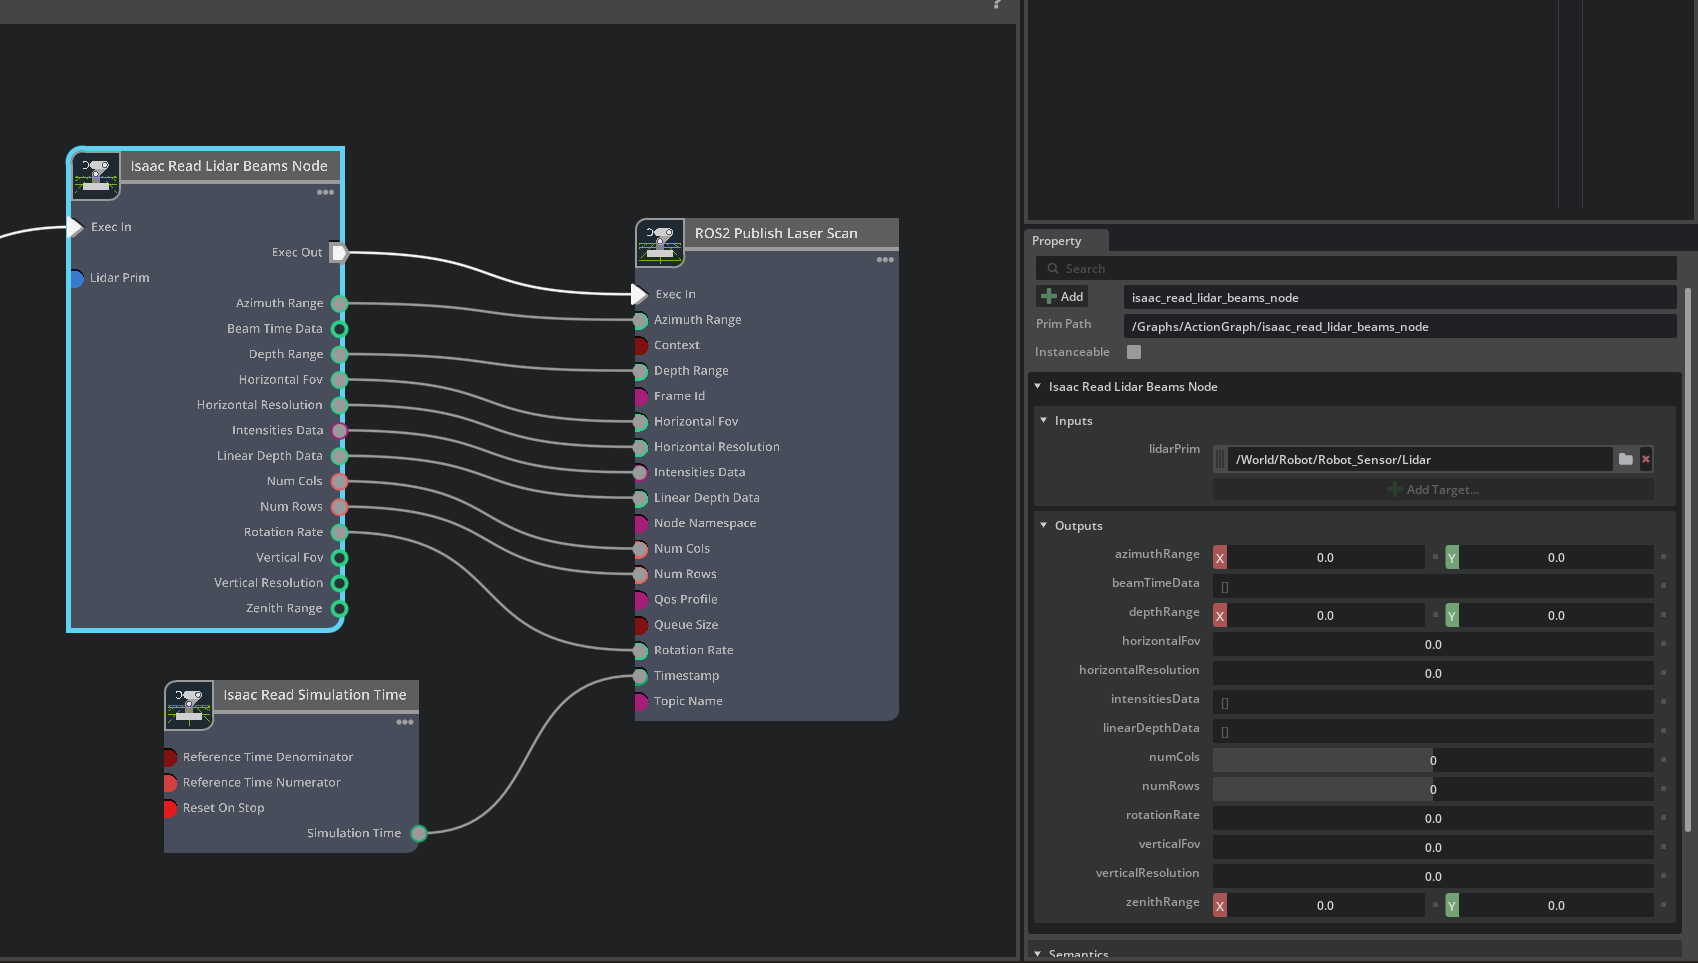 ?
Isaac Read Lidar Beams Node
Exec In
Exec Out
Lidar Prim
Azimuth Range
Beam Time Data
Depth Range
Horizontal Fov
Horizontal Resolution
Intensities Data
Linear Depth Data
Num Cols
Num Rows
Rotation Rate
Vertical Fov
Vertical Resolution
Zenith Range
Isaac Read Simulation Time
Reference Time Denominator
Reference Time Numerator
Reset On Stop
Simulation Time
ROS2 Publish Laser Scan
Exec In
Azimuth Range
Context
Depth Range
Frame Id
Horizontal Fov
Horizontal Resolution
Intensities Data
Linear Depth Data
Node Namespace
Num Cols
Num Rows
Qos Profile
Queue Size
Rotation Rate
Timestamp
Topic Name
Property
Search
Add isaac_read_lidar_beams_node
Prim Path /Graphs/ActionGraph/isaac_read_lidar_beams_node
Instanceable
Isaac Read Lidar Beams Node
Inputs
lidarPrim /World/Robot/Robot_Sensor/Lidar
Add Target...
Outputs
azimuthRange X 0.0 Y 0.0
beamTimeData []
depthRange X 0.0 Y 0.0
horizontalFov 0.0
horizontalResolution 0.0
intensitiesData []
linearDepthData []
numCols 0
numRows 0
rotationRate 0.0
verticalFov 0.0
verticalResolution 0.0
zenithRange X 0.0 Y 0.0
Semantics